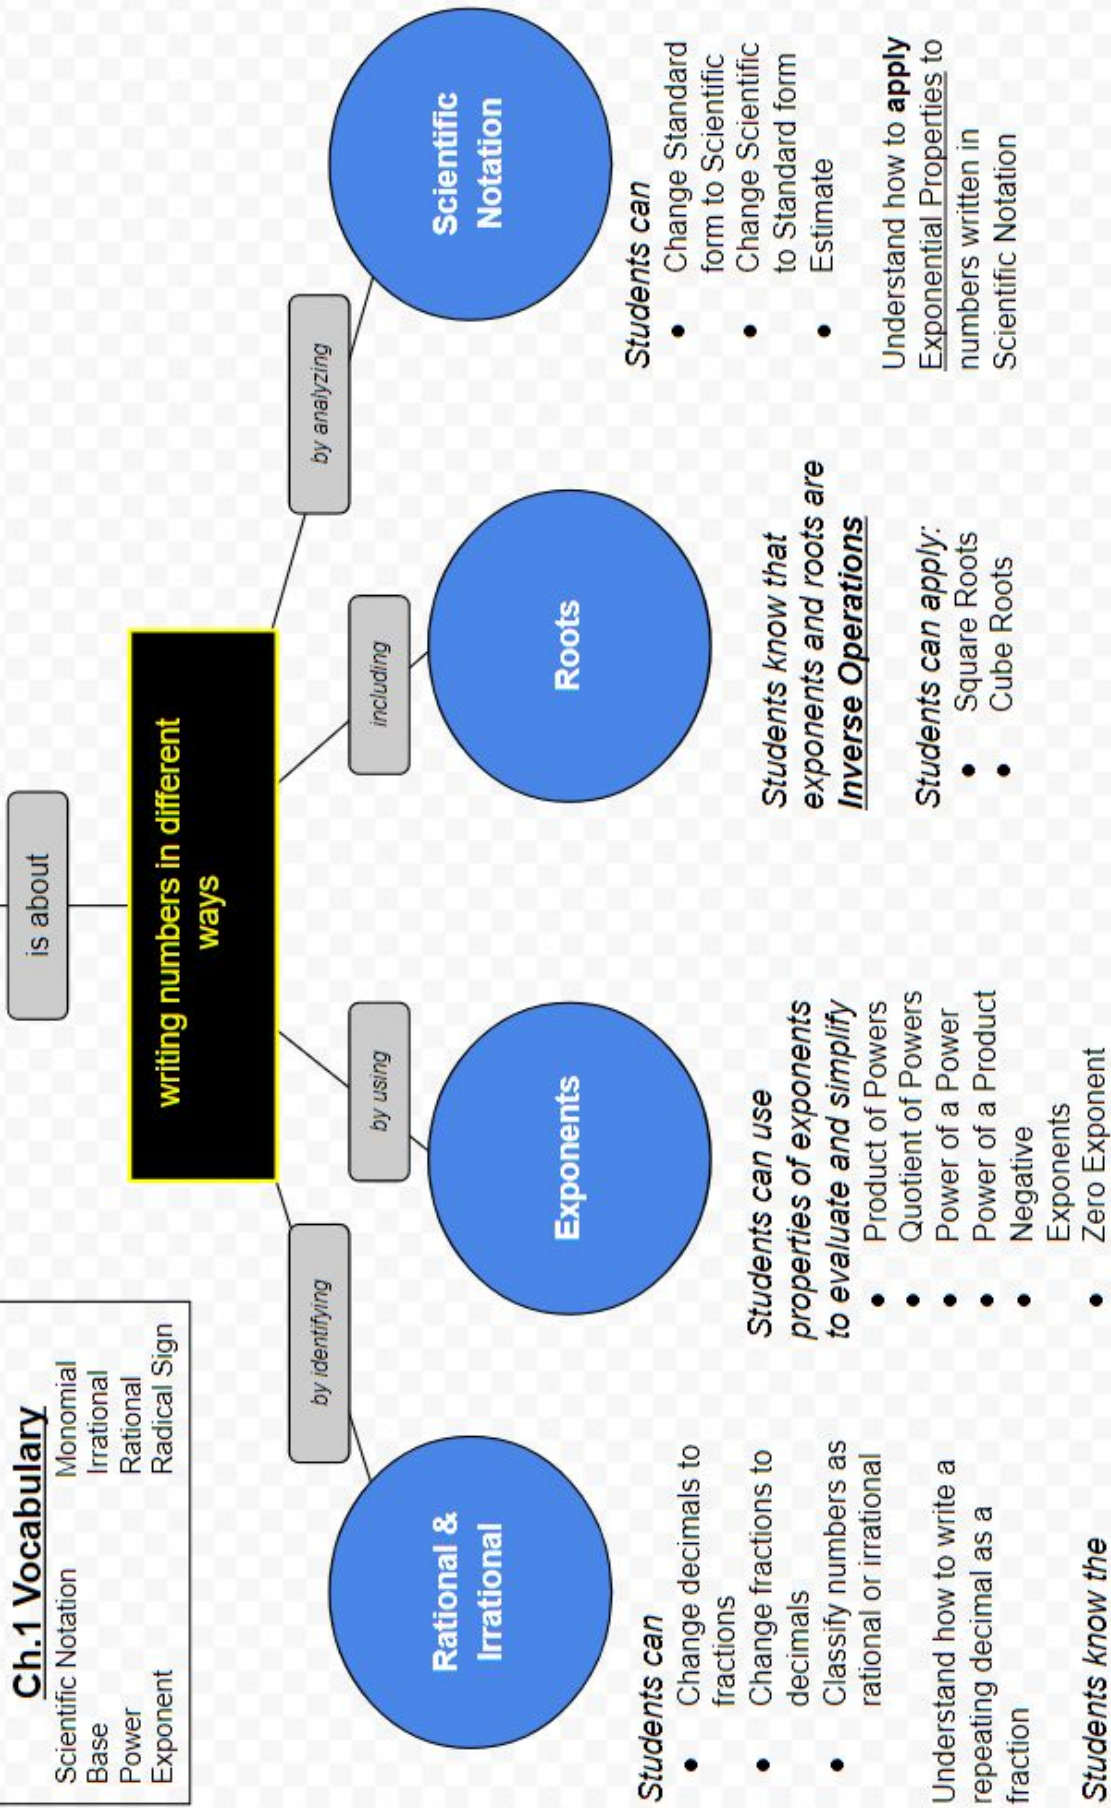 Ch.1 Vocabulary
Scientific Notation Monomial
Base Irrational
Power Rational
Exponent Radical Sign
is about
writing numbers in different
ways
by identifying
by using
including
by analyzing
Rational &
Irrational
Students can
• Change decimals to
fractions
• Change fractions to
decimals
• Classify numbers as
rational or irrational
Understand how to write a
repeating decimal as a
fraction
Students know the
Exponents
Students can use
properties of exponents
to evaluate and simplify
• Product of Powers
• Quotient of Powers
• Power of a Power
• Power of a Product
• Negative
Exponents
• Zero Exponent
Roots
Students know that
exponents and roots are
Inverse Operations
Students can apply:
• Square Roots
• Cube Roots
Scientific
Notation
Students can
• Change Standard
form to Scientific
• Change Scientific
to Standard form
• Estimate
Understand how to apply
Exponential Properties to
numbers written in
Scientific Notation